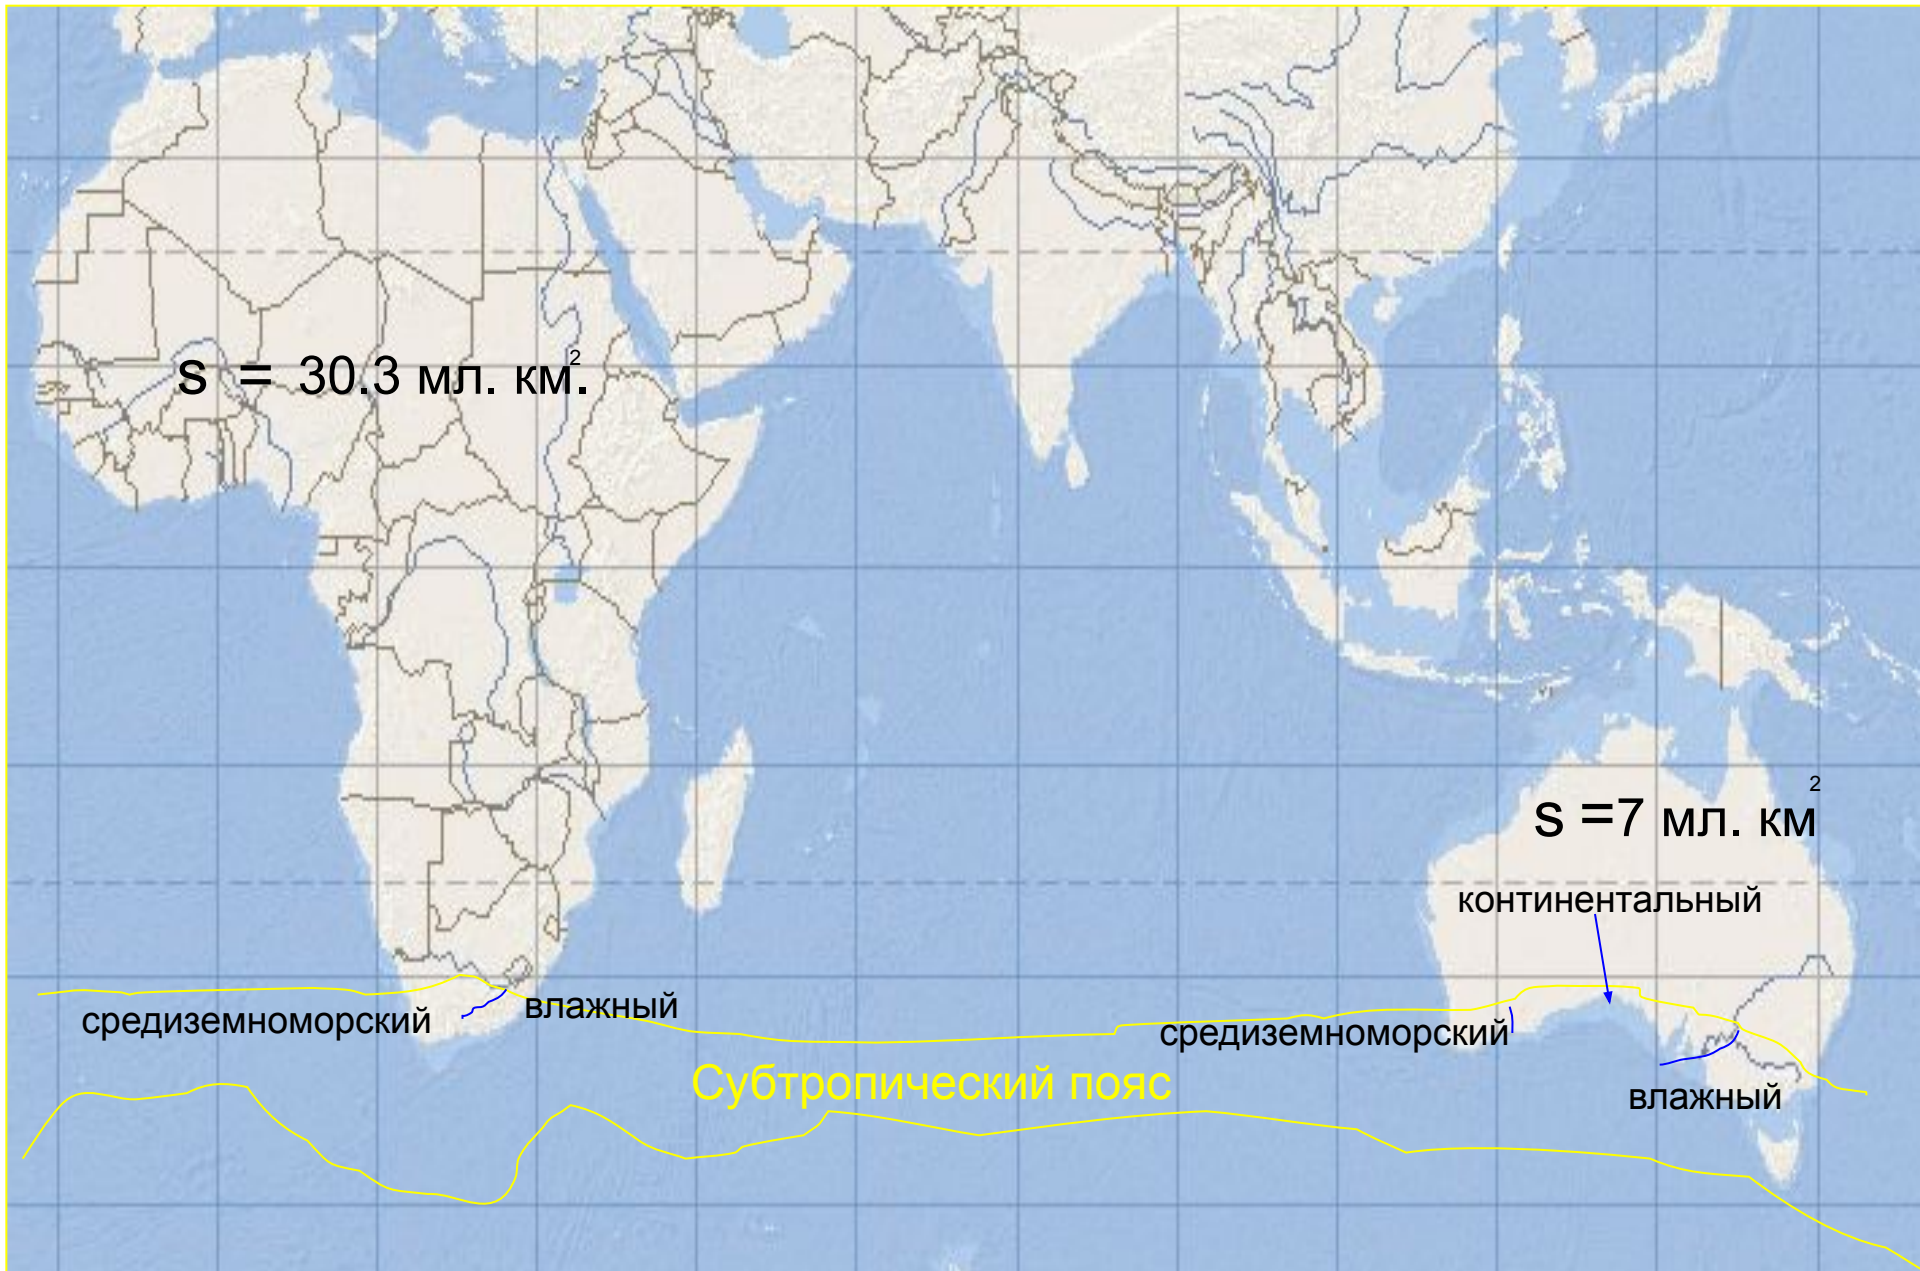 s = 30.3 мл. км².
s =7 мл. км²
континентальный
средиземноморский
влажный
средиземноморский
Субтропический пояс
влажный